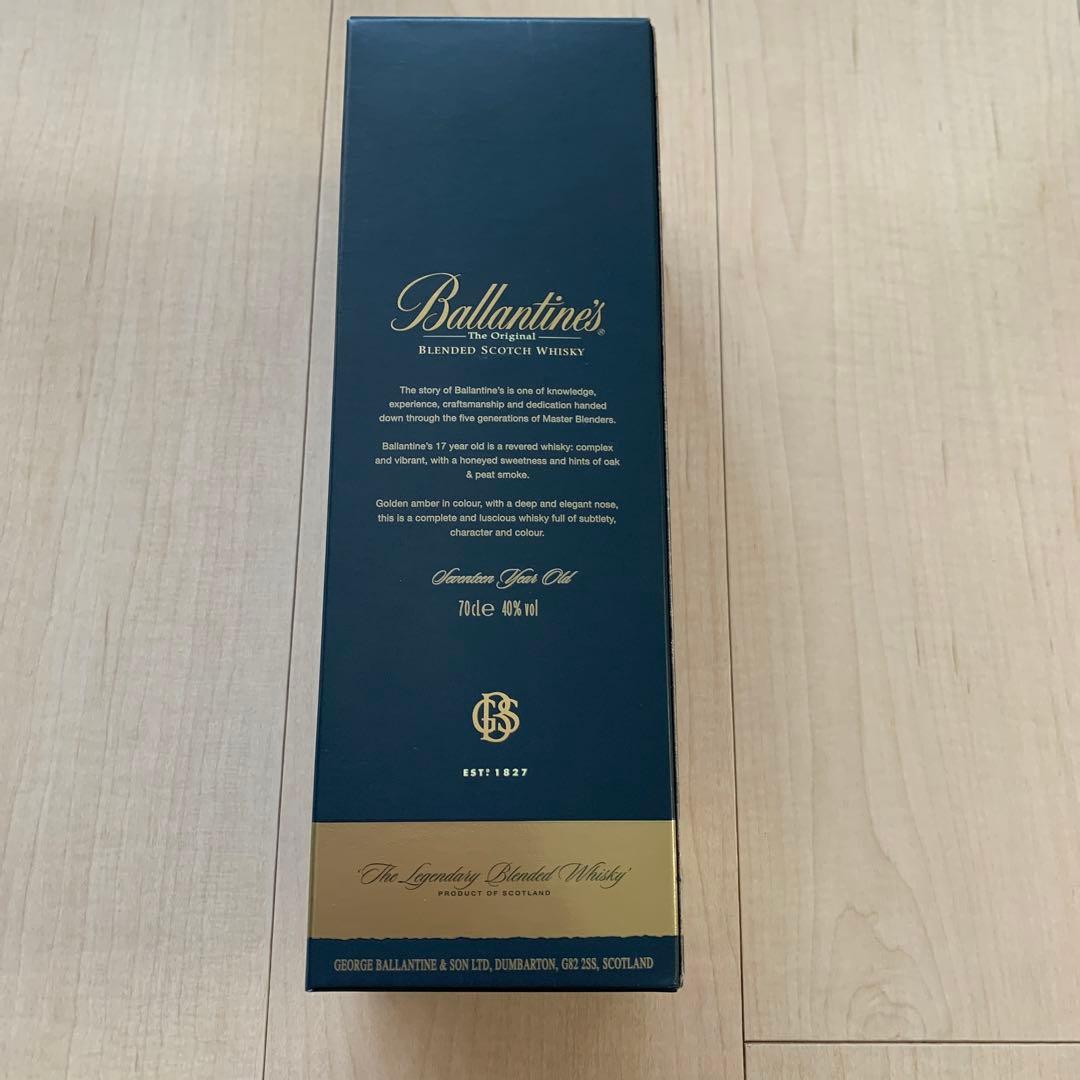 Ballantine's®
The Original
BLENDED SCOTCH WHISKY
The story of Ballantine's is one of knowledge,
experience, craftsmanship and dedication handed
down through the five generations of Master Blenders.
Ballantine's 17 year old is a revered whisky: complex
and vibrant, with a honeyed sweetness and hints of oak
& peat smoke.
Golden amber in colour, with a deep and elegant nose,
this is a complete and luscious whisky full of subtlety,
character and colour.
Seventeen Year Old
70cl℮ 40% vol
GBS
ESTD 1827
'The Legendary Blended Whisky'
PRODUCT OF SCOTLAND
GEORGE BALLANTINE & SON LTD, DUMBARTON, G82 2SS, SCOTLAND